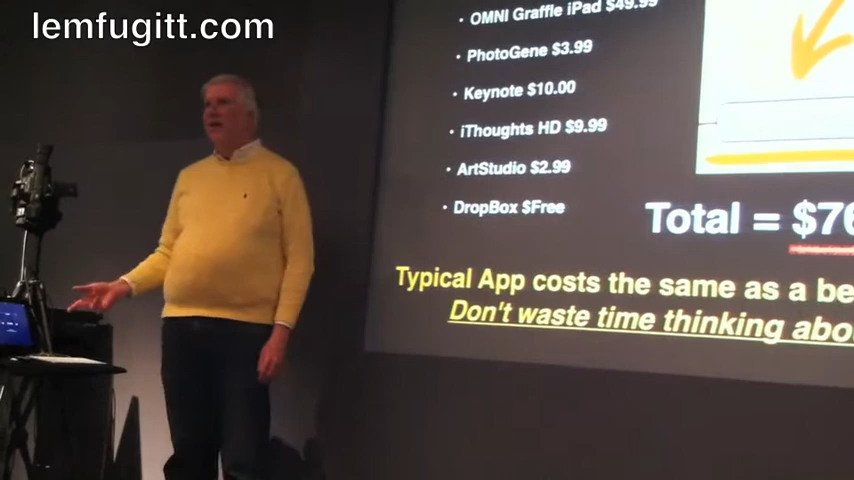 lemfugitt.com
• OMNI Graffle iPad $49.99
• PhotoGene $3.99
• Keynote $10.00
• iThoughts HD $9.99
• ArtStudio $2.99
• DropBox $Free
Total = $76
Typical App costs the same as a be
Don't waste time thinking abou